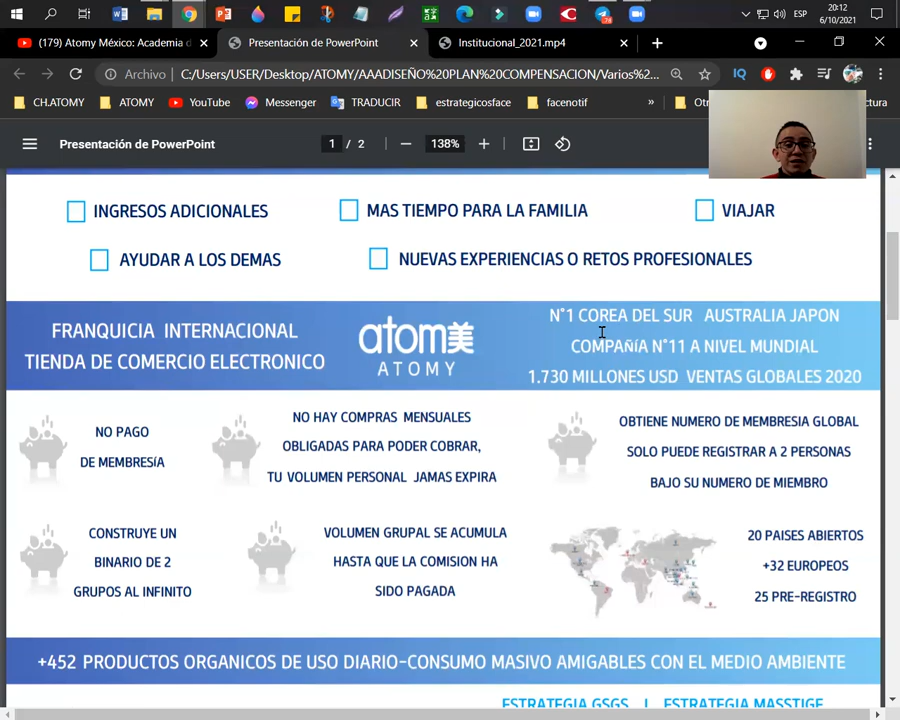 ESP
20:12
6/10/2021
(179) Atomy México: Academia d
Presentación de PowerPoint
Institucional_2021.mp4
Archivo
C:/Users/USER/Desktop/ATOMY/AAADISEÑO%20PLAN%20COMPENSACION/Varios%...
IQ
CH.ATOMY
ATOMY
YouTube
Messenger
TRADUCIR
estrategicosface
facenotif
»
Presentación de PowerPoint
1 / 2
138%
INGRESOS ADICIONALES
MAS TIEMPO PARA LA FAMILIA
VIAJAR
AYUDAR A LOS DEMAS
NUEVAS EXPERIENCIAS O RETOS PROFESIONALES
FRANQUICIA INTERNACIONAL
TIENDA DE COMERCIO ELECTRONICO
atom美
ATOMY
N°1 COREA DEL SUR AUSTRALIA JAPON
COMPAÑíA N°11 A NIVEL MUNDIAL
1.730 MILLONES USD VENTAS GLOBALES 2020
NO PAGO
DE MEMBRESíA
NO HAY COMPRAS MENSUALES
OBLIGADAS PARA PODER COBRAR,
TU VOLUMEN PERSONAL JAMAS EXPIRA
OBTIENE NUMERO DE MEMBRESIA GLOBAL
SOLO PUEDE REGISTRAR A 2 PERSONAS
BAJO SU NUMERO DE MIEMBRO
CONSTRUYE UN
BINARIO DE 2
GRUPOS AL INFINITO
VOLUMEN GRUPAL SE ACUMULA
HASTA QUE LA COMISION HA
SIDO PAGADA
20 PAISES ABIERTOS
+32 EUROPEOS
25 PRE-REGISTRO
+452 PRODUCTOS ORGANICOS DE USO DIARIO-CONSUMO MASIVO AMIGABLES CON EL MEDIO AMBIENTE
ESTRATEGIA GSGS | ESTRATEGIA MASSTIGE